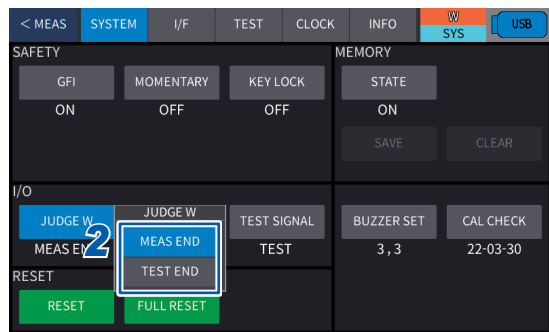 < MEAS SYSTEM I/F TEST CLOCK INFO W SYS USB
SAFETY
GFI MOMENTARY KEY LOCK
ON OFF OFF
MEMORY
STATE
ON
SAVE CLEAR
I/O
JUDGE W TEST SIGNAL
MEAS EN TEST
JUDGE W
MEAS END
TEST END
2
BUZZER SET CAL CHECK
3 , 3 22-03-30
RESET
RESET FULL RESET